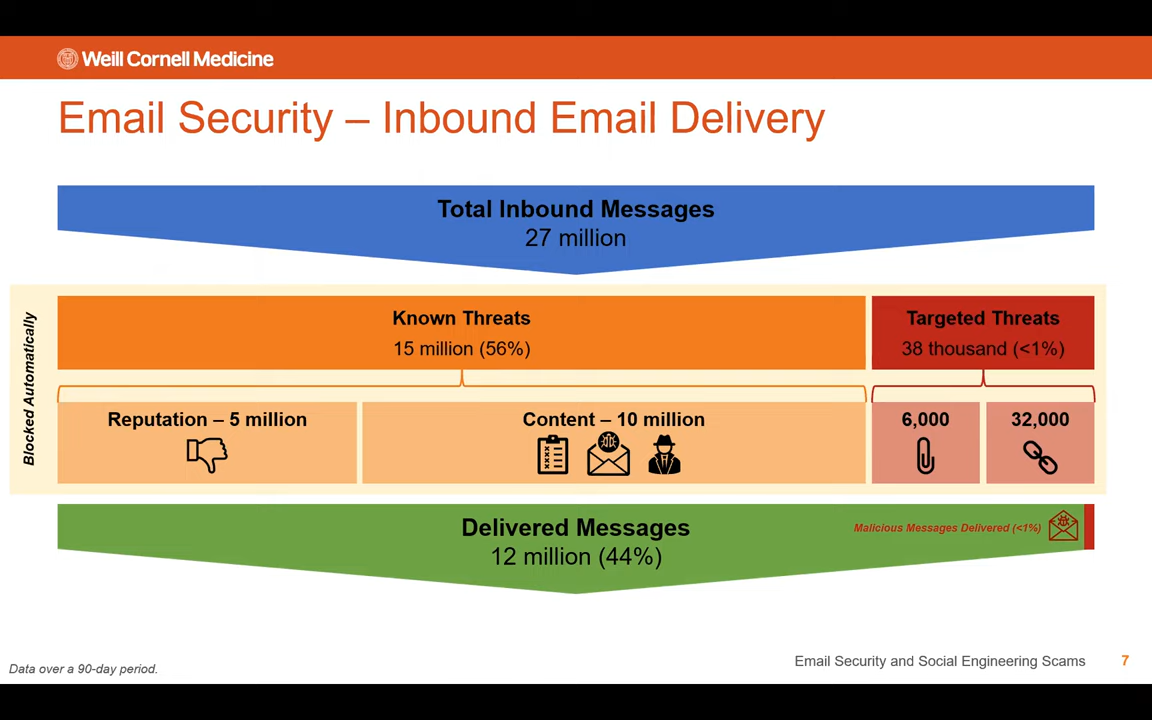 Weill Cornell Medicine
Email Security – Inbound Email Delivery
Total Inbound Messages
27 million
Blocked Automatically
Known Threats
15 million (56%)
Targeted Threats
38 thousand (<1%)
Reputation – 5 million
Content – 10 million
6,000
32,000
Delivered Messages
12 million (44%)
Malicious Messages Delivered (<1%)
Data over a 90-day period.
Email Security and Social Engineering Scams
7